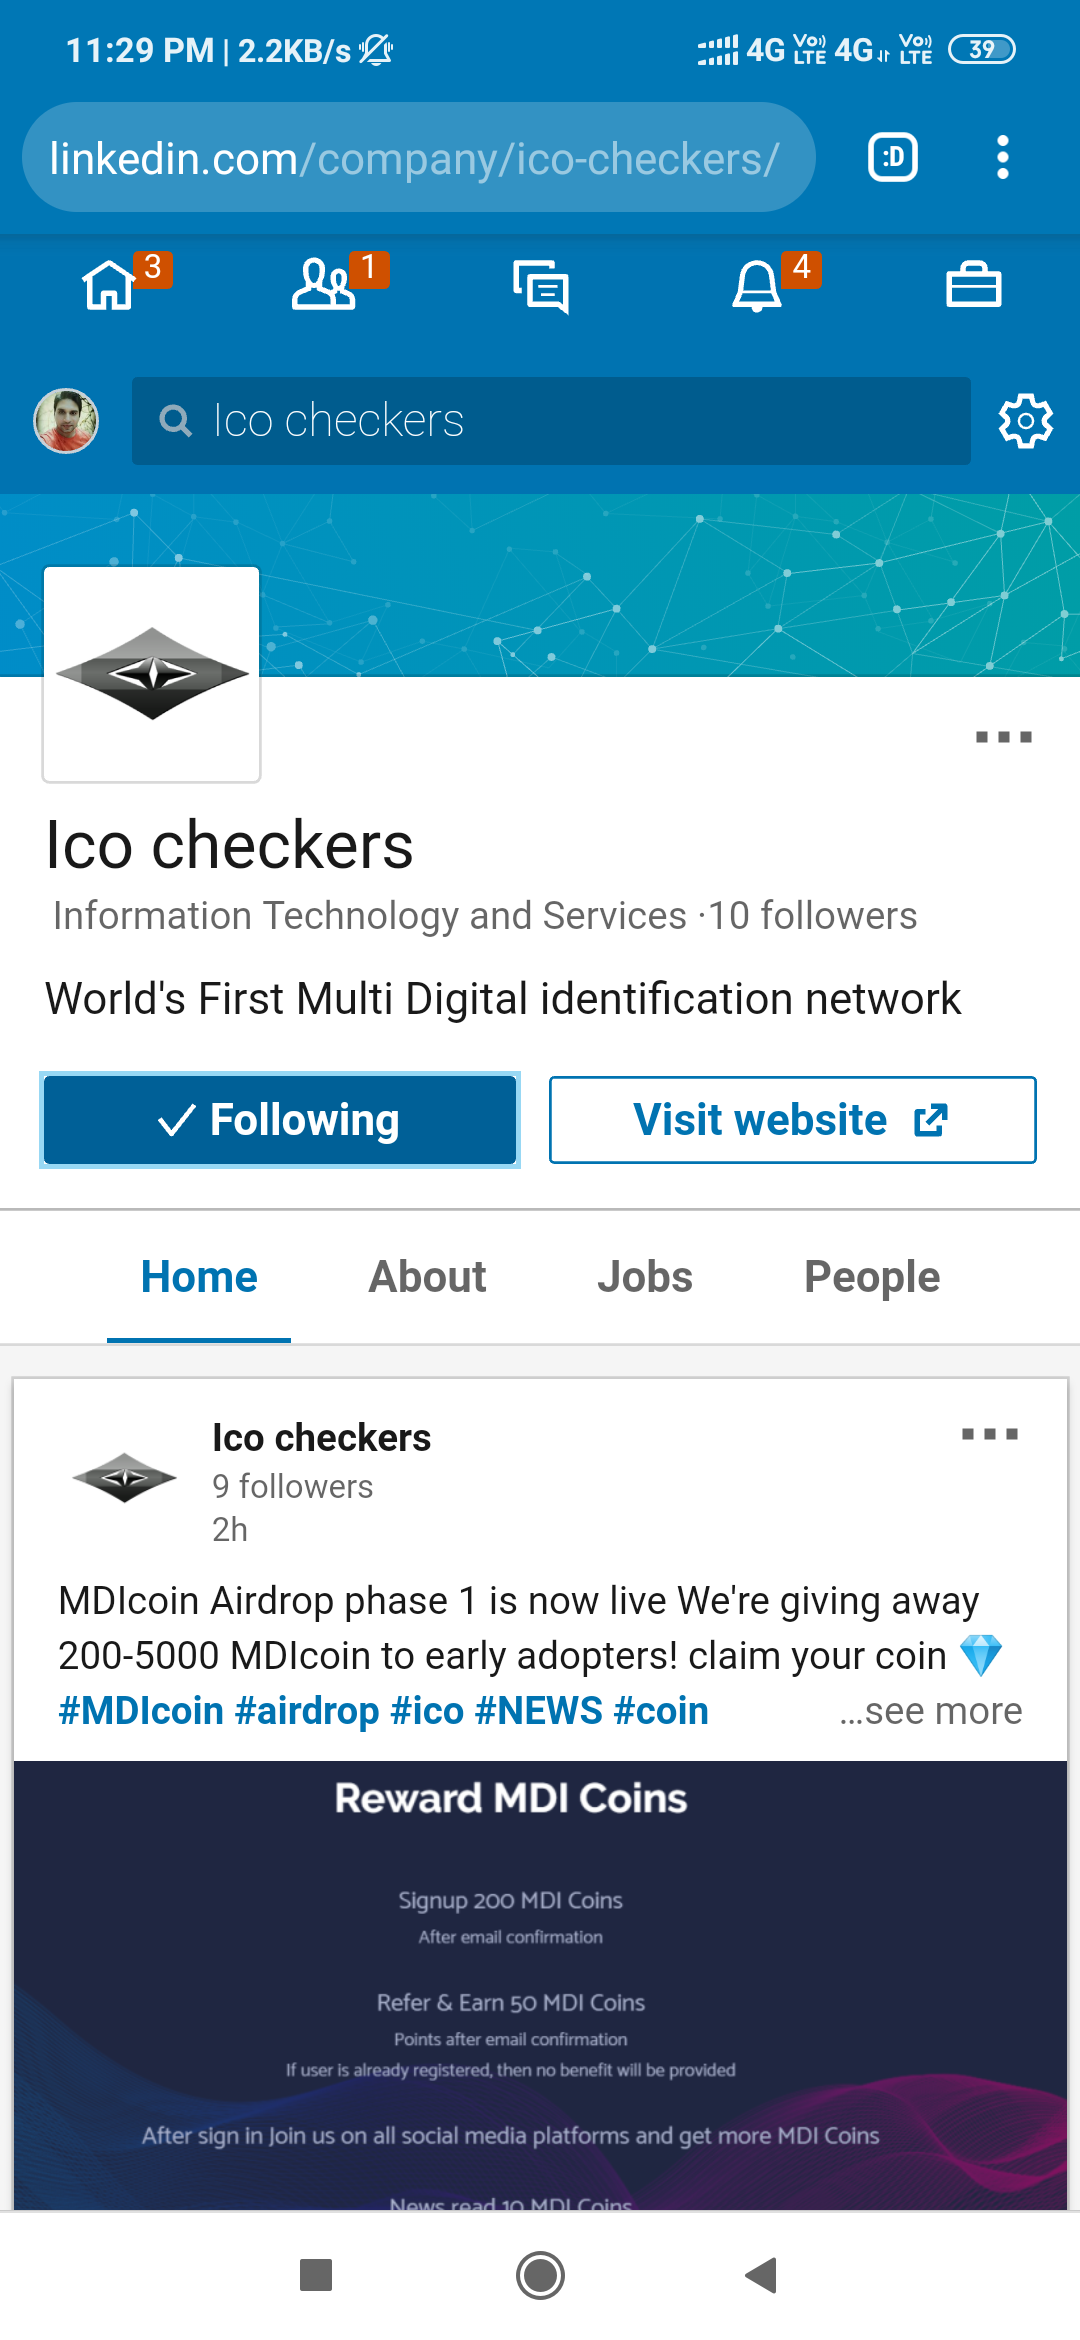 11:29 PM | 2.2KB/s 4G Vo) LTE 4G Vo) LTE 39
linkedin.com/company/ico-checkers/
:D
3 1 4
Ico checkers
Ico checkers
Information Technology and Services ·10 followers
World's First Multi Digital identification network
Following Visit website
Home About Jobs People
Ico checkers
9 followers
2h
MDIcoin Airdrop phase 1 is now live We're giving away
200-5000 MDIcoin to early adopters! claim your coin 💎
#MDIcoin #airdrop #ico #NEWS #coin ...see more
Reward MDI Coins
Signup 200 MDI Coins
After email confirmation
Refer & Earn 50 MDI Coins
Points after email confirmation
If user is already registered, then no benefit will be provided
After sign in Join us on all social media platforms and get more MDI Coins
News read 10 MDI Coins